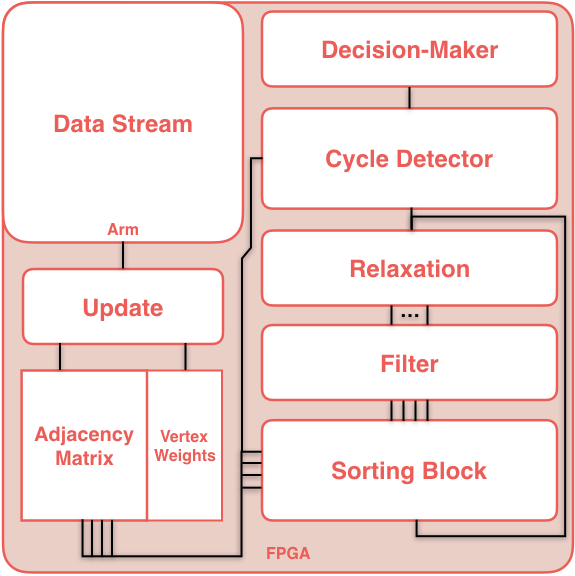 Data Stream
Arm
Update
Adjacency
Matrix
Vertex
Weights
Decision-Maker
Cycle Detector
Relaxation
...
Filter
Sorting Block
FPGA